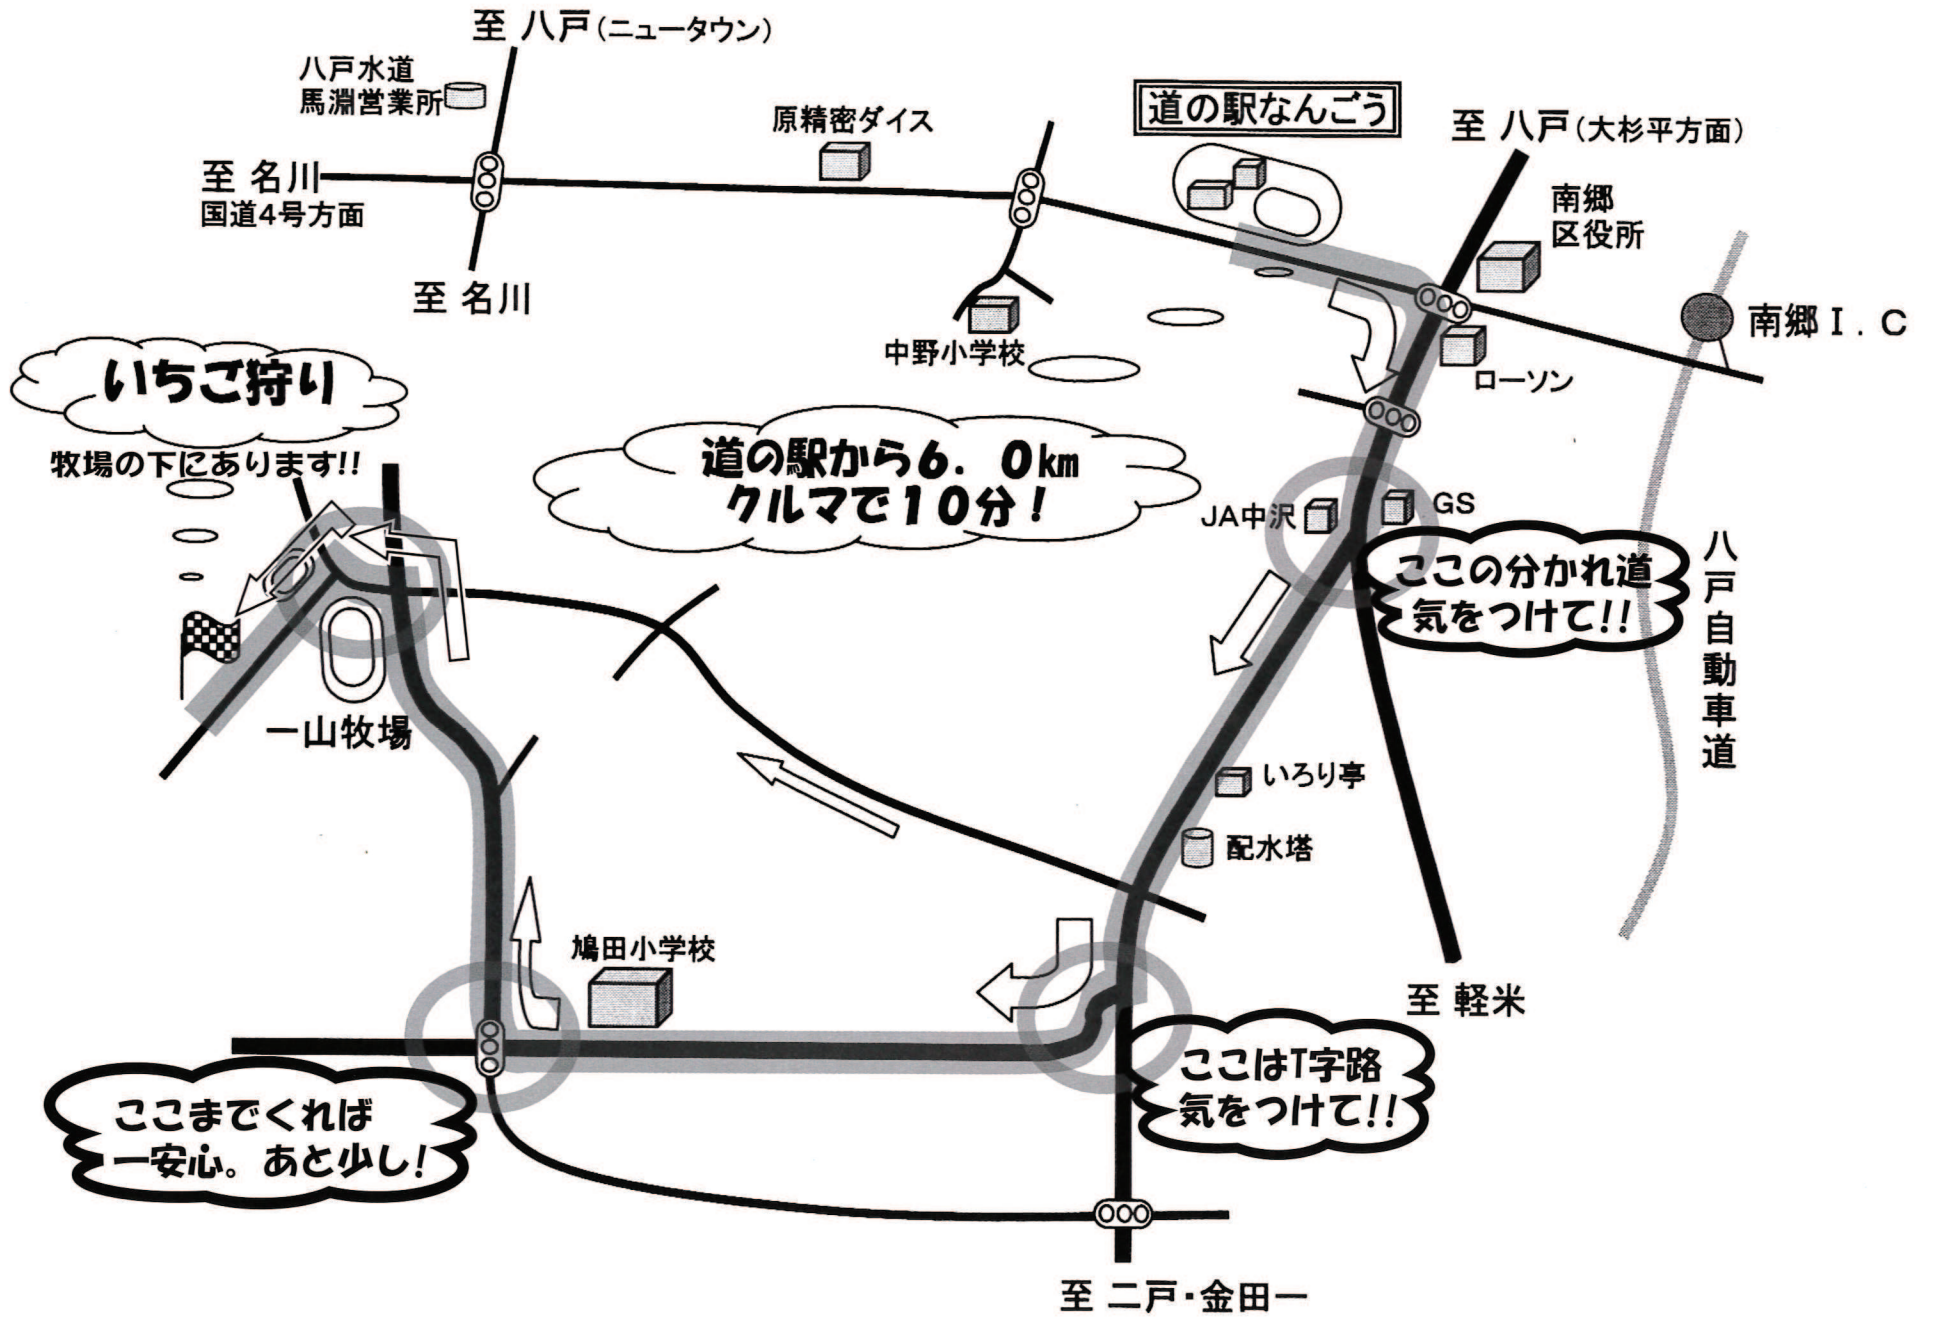 至 八戸(ニュータウン)
八戸水道
馬淵営業所
原精密ダイス
道の駅なんごう
至 八戸(大杉平方面)
至 名川
国道4号方面
南郷
区役所
至 名川
南郷I.C
中野小学校
ローソン
いちご狩り
牧場の下にあります!!
道の駅から6.0km
クルマで10分!
JA中沢
GS
ここの分かれ道
気をつけて!!
八戸自動車道
一山牧場
いろり亭
配水塔
鳩田小学校
至 軽米
ここはT字路
気をつけて!!
ここまでくれば
一安心。あと少し!
至 二戸・金田一